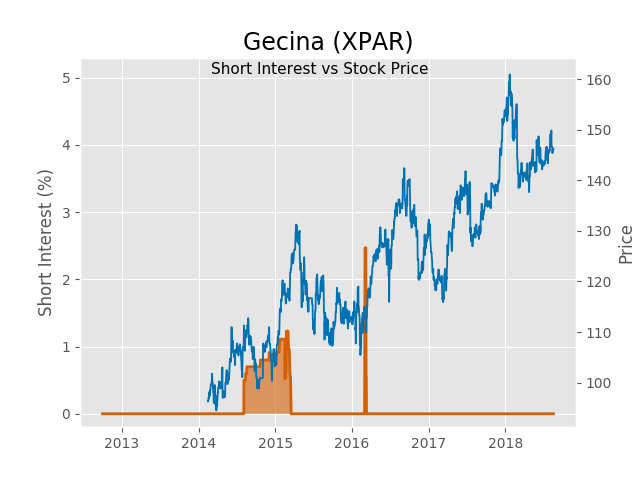 Gecina (XPAR)
Short Interest vs Stock Price
Short Interest (%)
5
4
3
2
1
0
160
150
140
130
120
110
100
Price
2013 2014 2015 2016 2017 2018